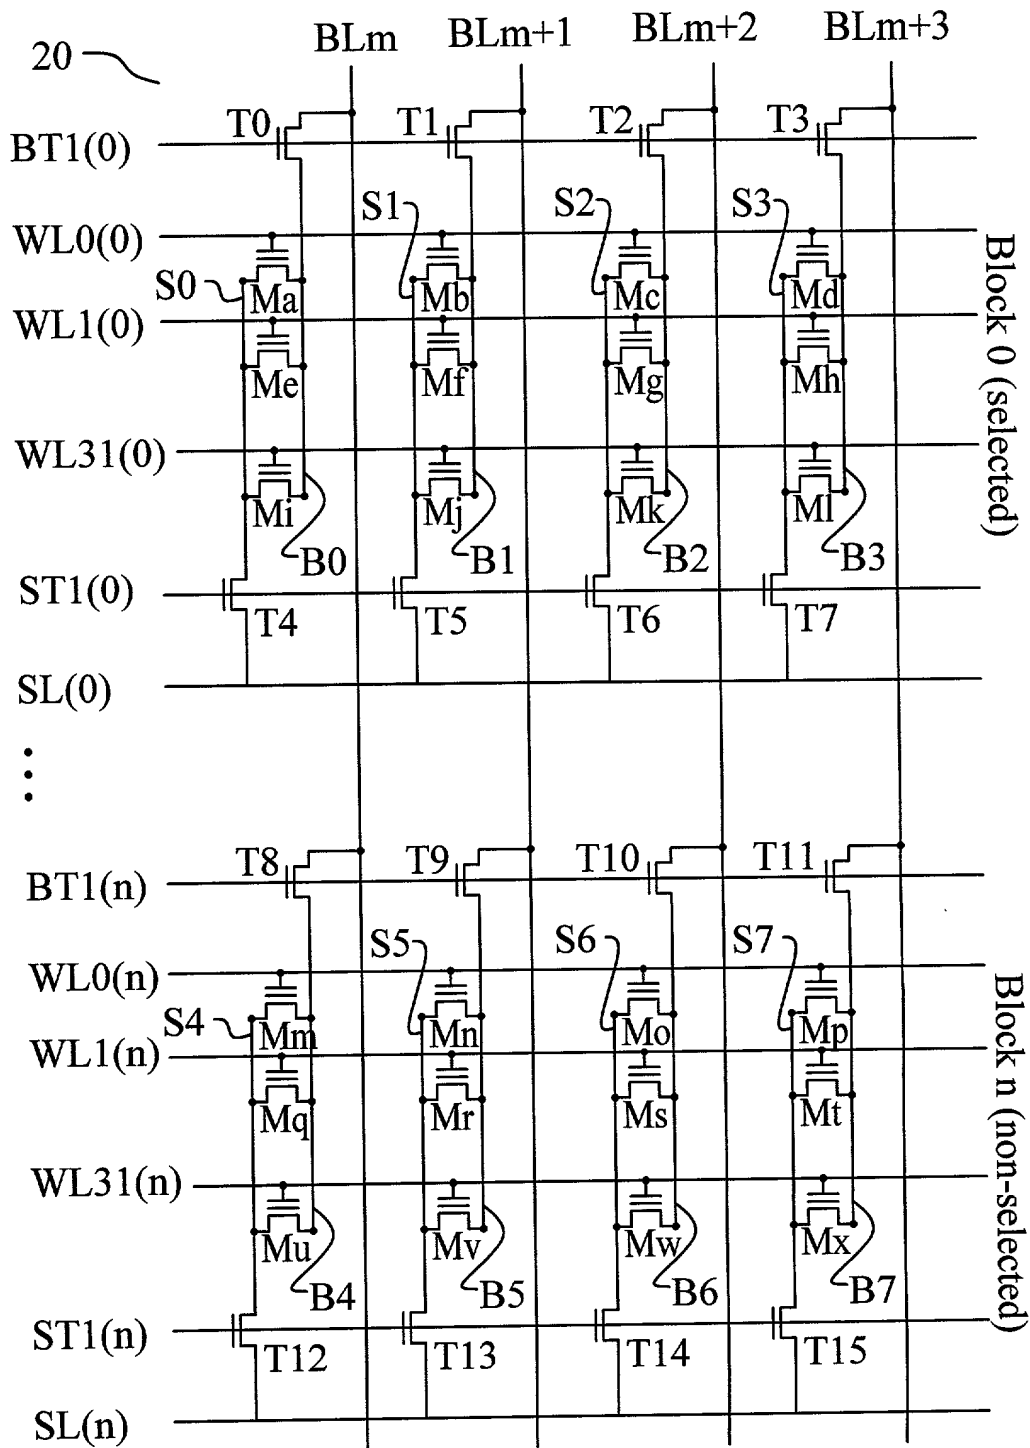 20
BLm BLm+1 BLm+2 BLm+3
T0 T1 T2 T3
BT1(0)
S1 S2 S3
WL0(0)
S0 Ma Mb Mc Md
WL1(0)
Me Mf Mg Mh
WL31(0)
Mi Mj Mk Ml
B0 B1 B2 B3
ST1(0)
T4 T5 T6 T7
SL(0)
Block 0 (selected)
T8 T9 T10 T11
BT1(n)
S5 S6 S7
WL0(n)
S4 Mm Mn Mo Mp
WL1(n)
Mq Mr Ms Mt
WL31(n)
Mu Mv Mw Mx
B4 B5 B6 B7
ST1(n)
T12 T13 T14 T15
SL(n)
Block n (non-selected)